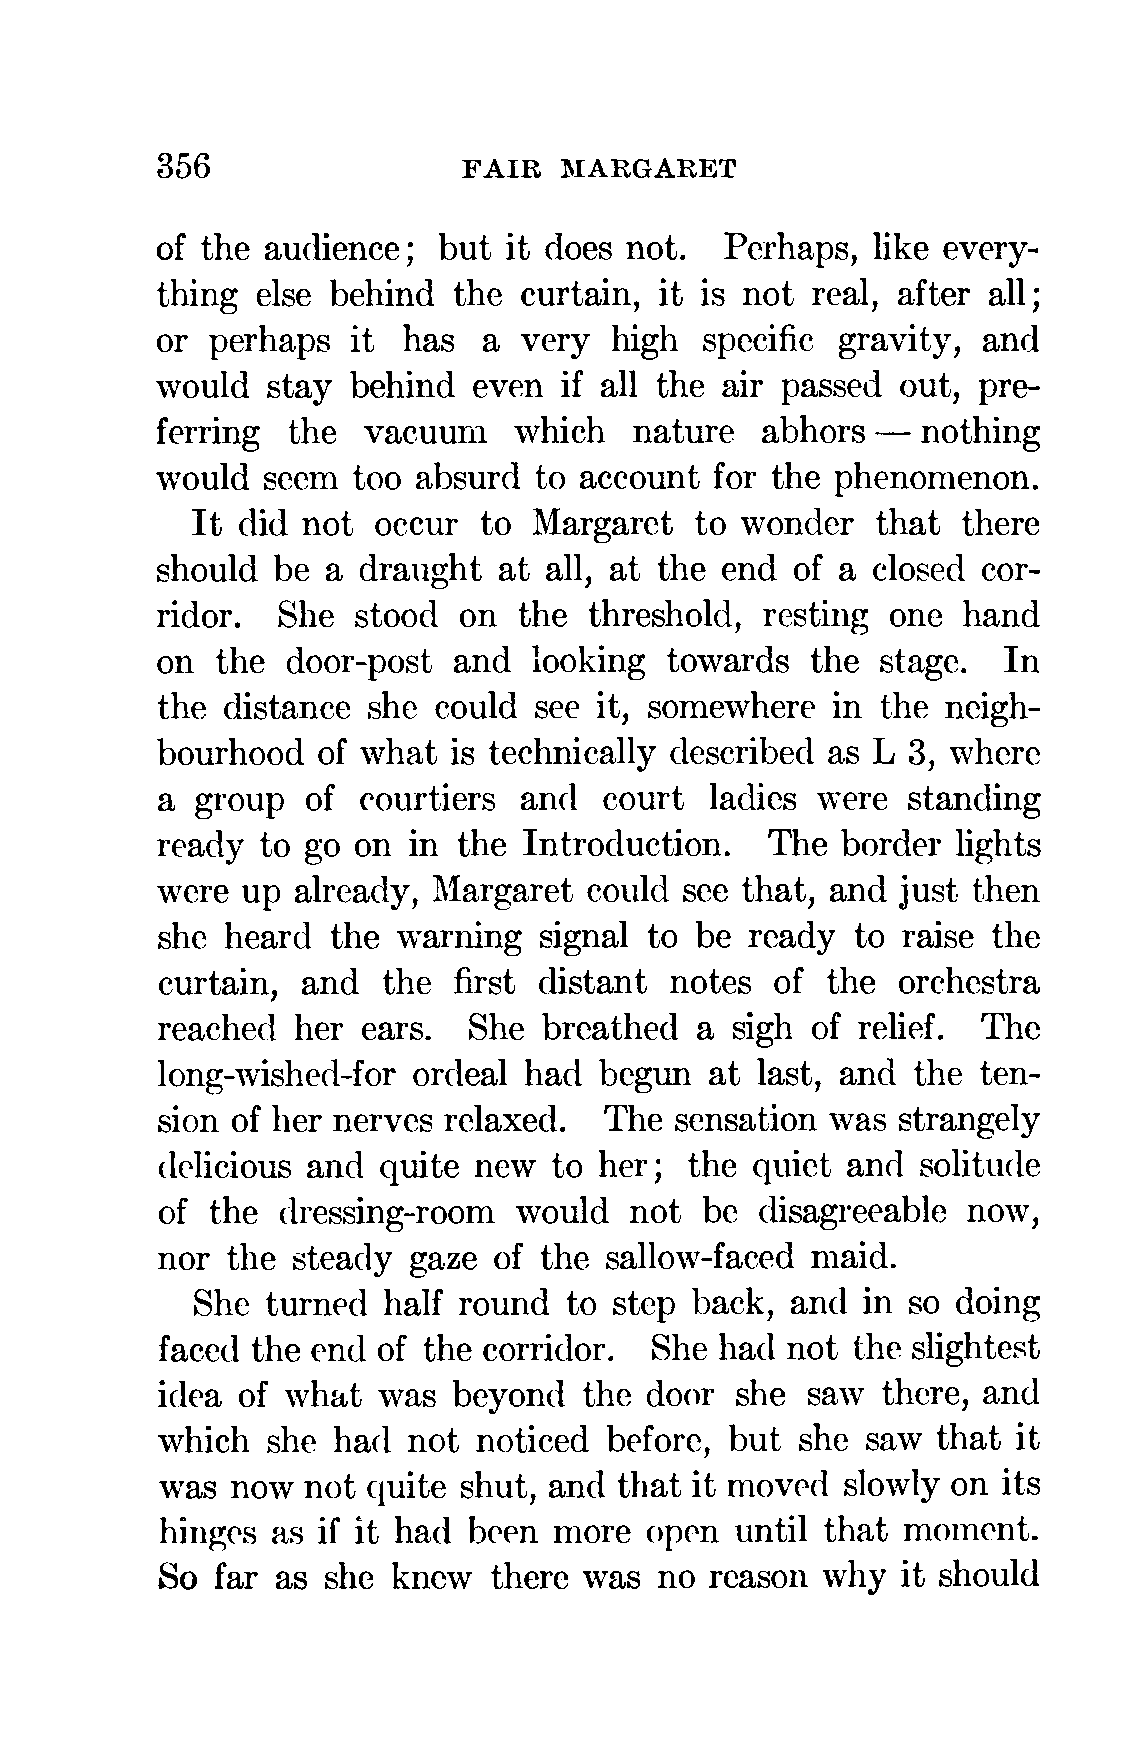 356 FAIR MARGARET
of the audience; but it does not. Perhaps, like every-
thing else behind the curtain, it is not real, after all;
or perhaps it has a very high specific gravity, and
would stay behind even if all the air passed out, pre-
ferring the vacuum which nature abhors — nothing
would seem too absurd to account for the phenomenon.
It did not occur to Margaret to wonder that there
should be a draught at all, at the end of a closed cor-
ridor. She stood on the threshold, resting one hand
on the door-post and looking towards the stage. In
the distance she could see it, somewhere in the neigh-
bourhood of what is technically described as L 3, where
a group of courtiers and court ladies were standing
ready to go on in the Introduction. The border lights
were up already, Margaret could see that, and just then
she heard the warning signal to be ready to raise the
curtain, and the first distant notes of the orchestra
reached her ears. She breathed a sigh of relief. The
long-wished-for ordeal had begun at last, and the ten-
sion of her nerves relaxed. The sensation was strangely
delicious and quite new to her; the quiet and solitude
of the dressing-room would not be disagreeable now,
nor the steady gaze of the sallow-faced maid.
She turned half round to step back, and in so doing
faced the end of the corridor. She had not the slightest
idea of what was beyond the door she saw there, and
which she had not noticed before, but she saw that it
was now not quite shut, and that it moved slowly on its
hinges as if it had been more open until that moment.
So far as she knew there was no reason why it should